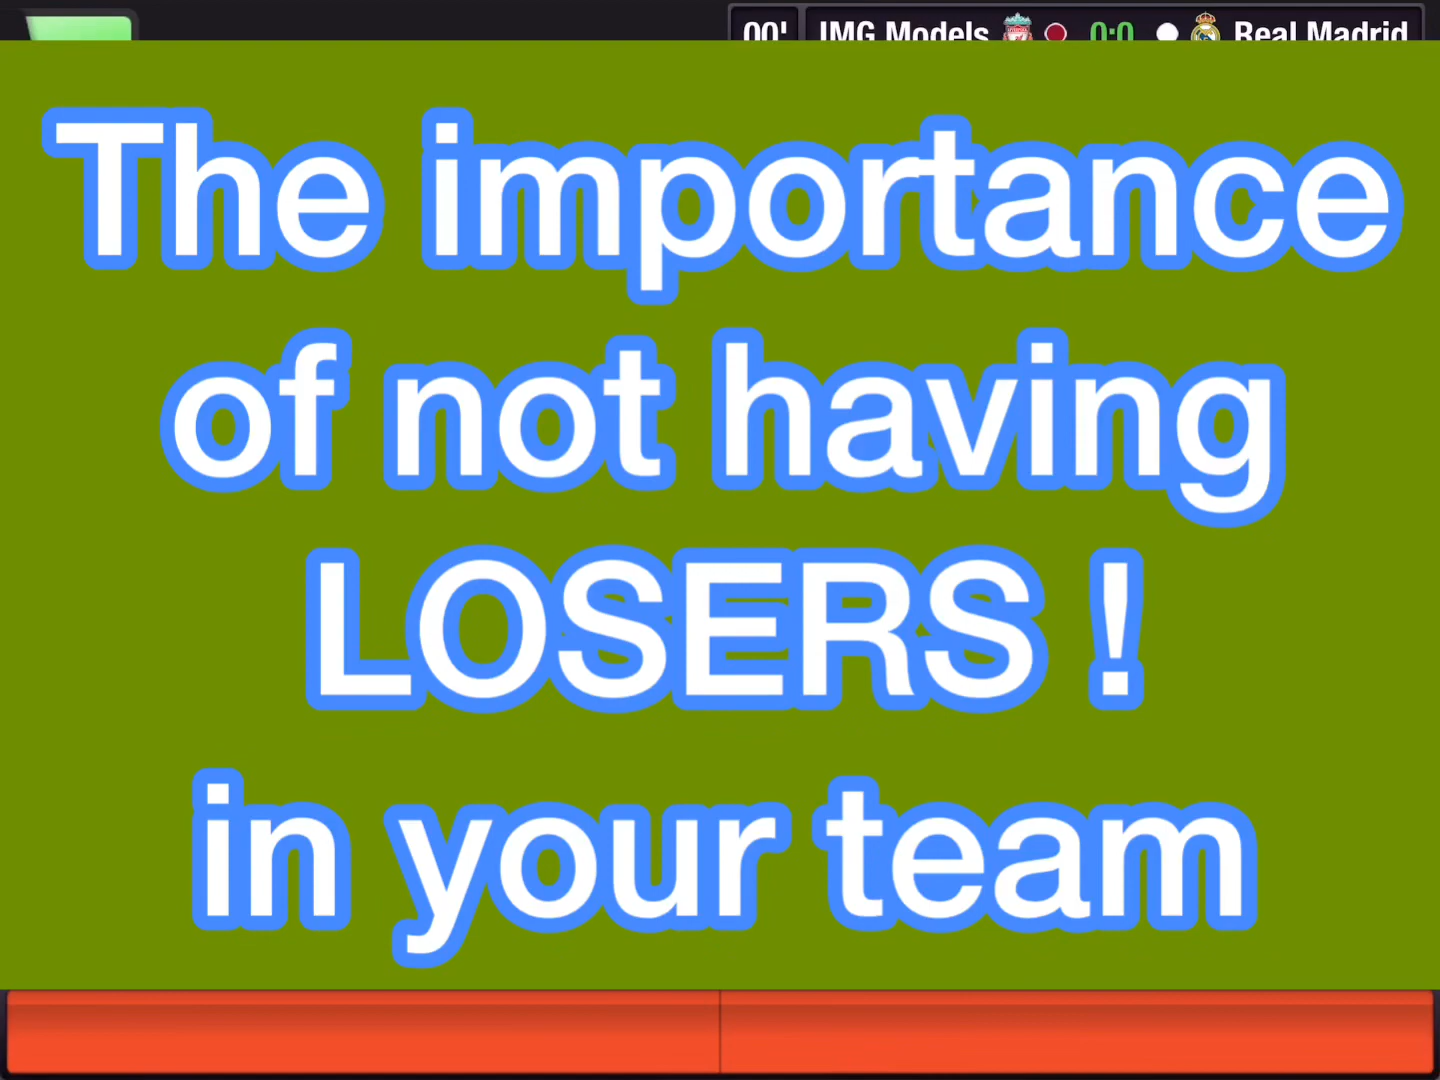 00' IMG Models 0:0 Real Madrid
The importance
of not having
LOSERS !
in your team